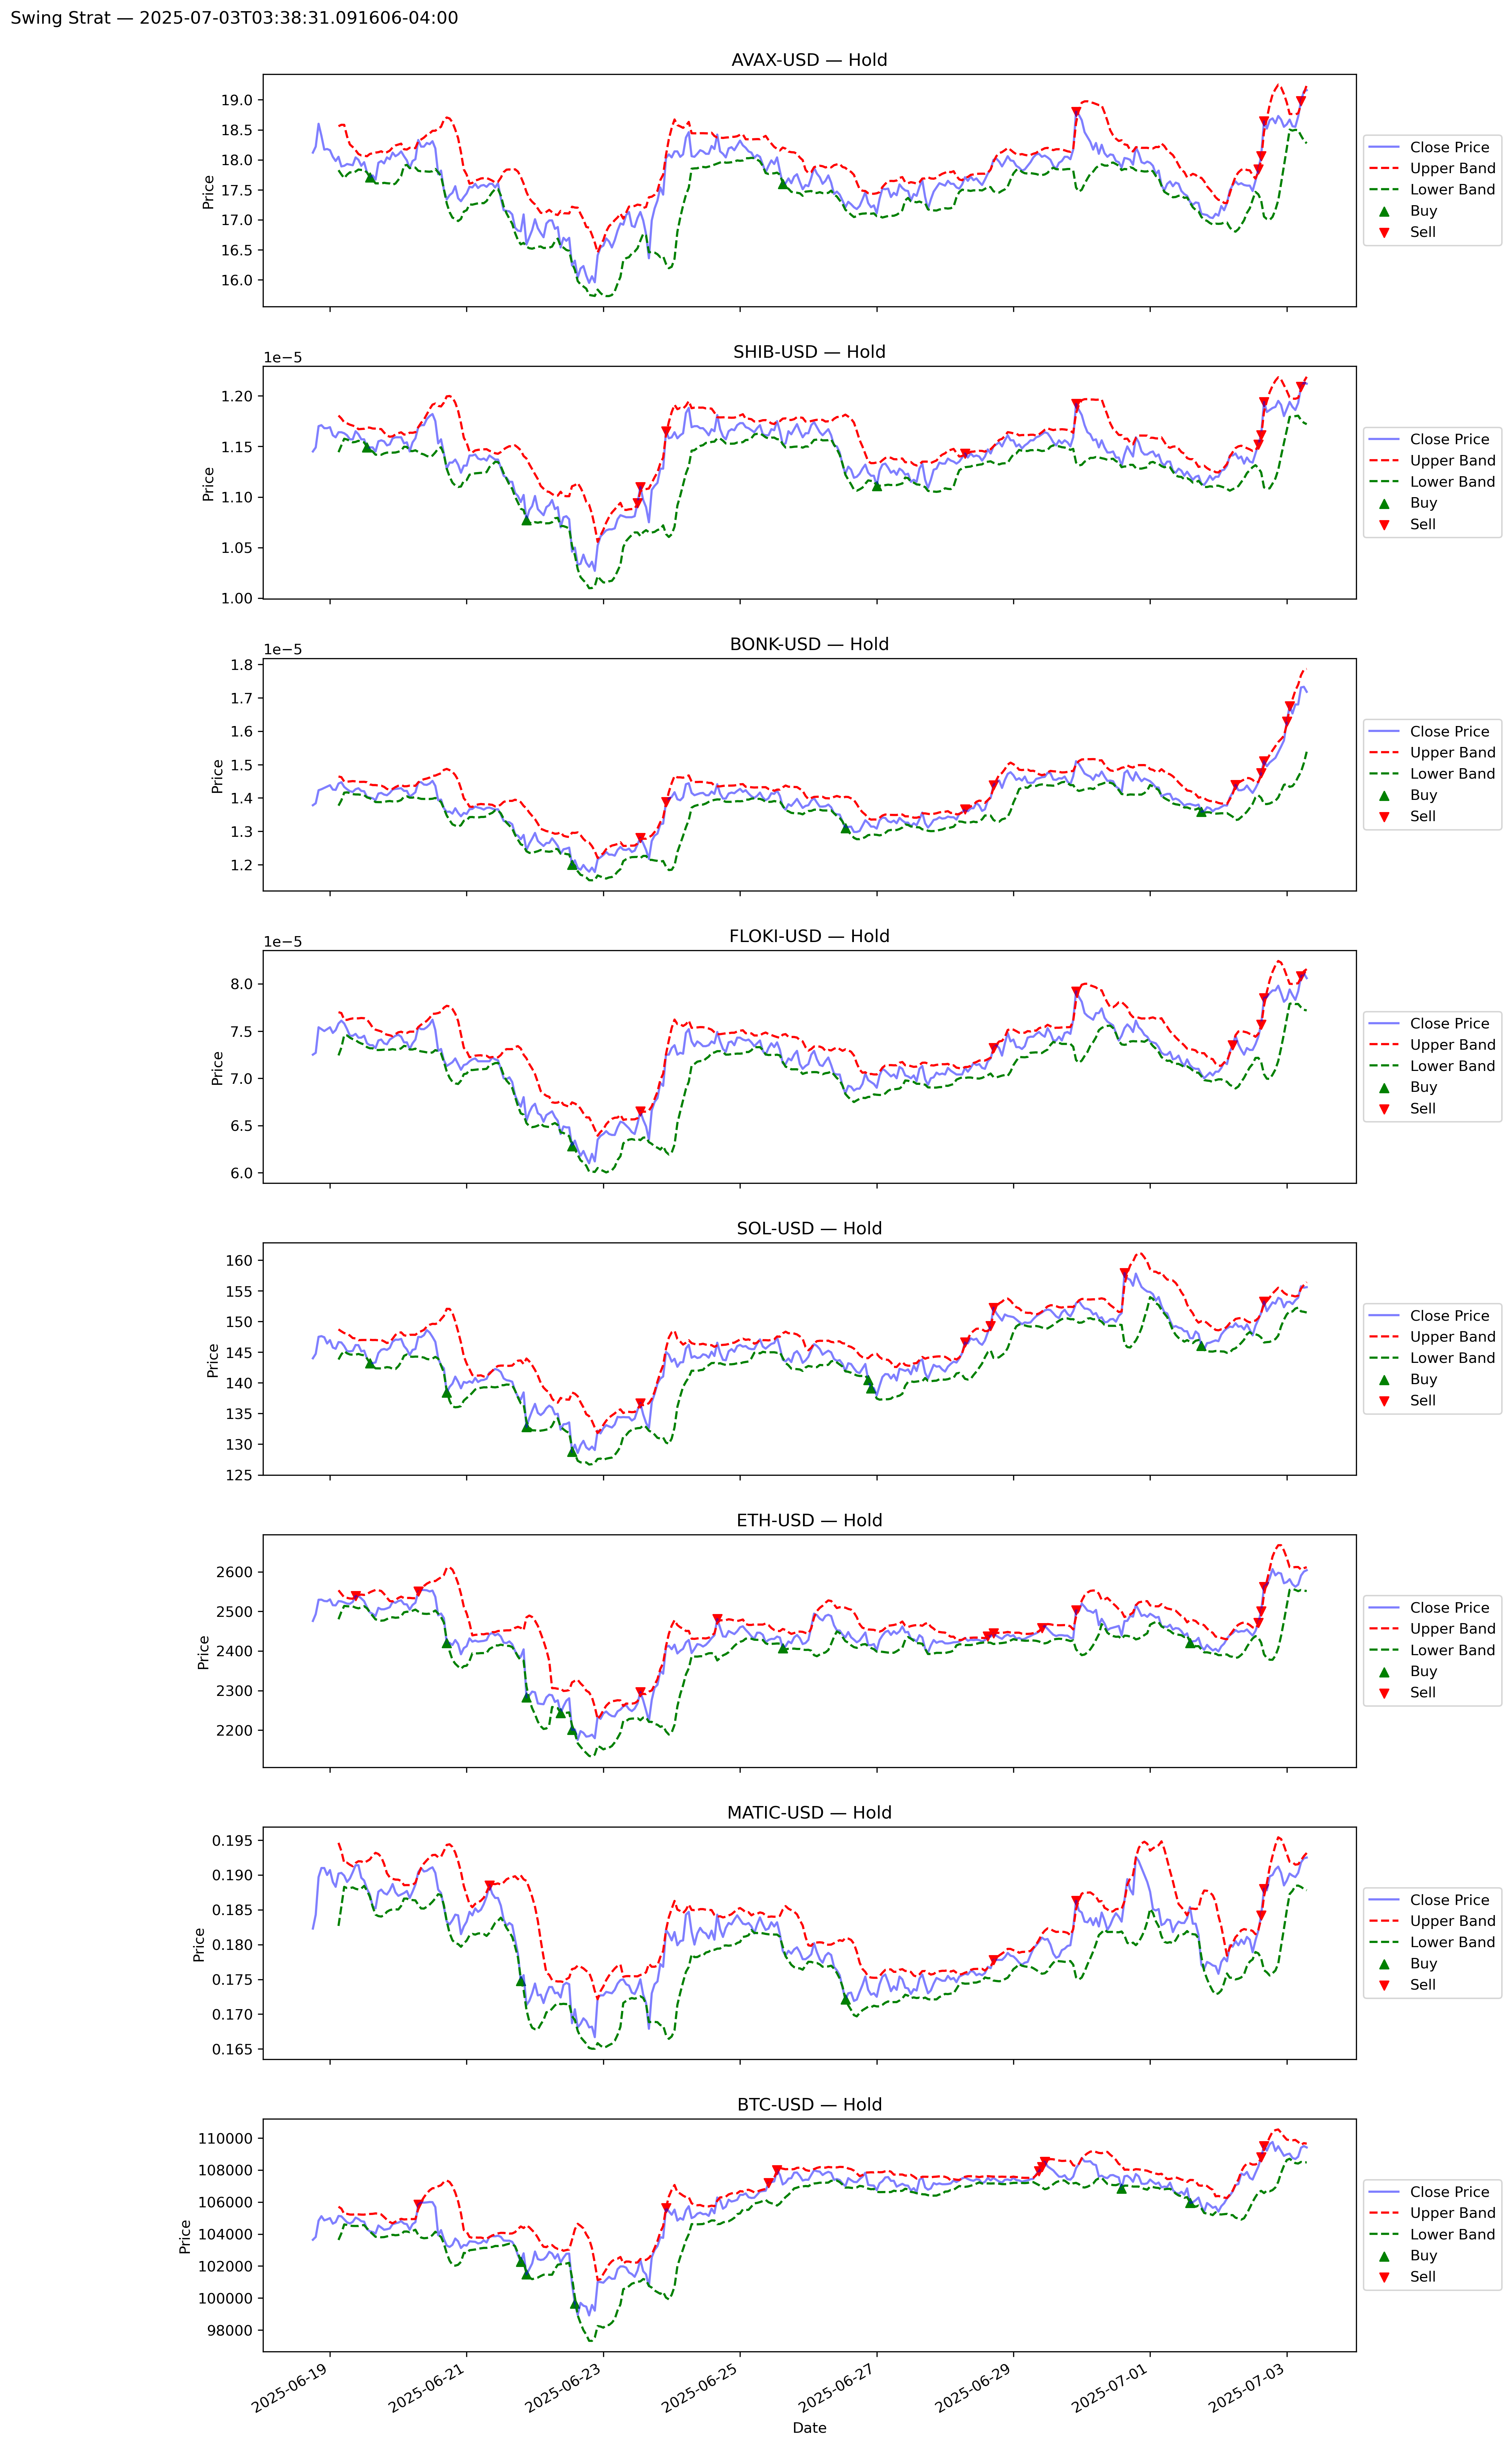 Swing Strat — 2025-07-03T03:38:31.091606-04:00
AVAX-USD — Hold
19.0
18.5
18.0
17.5
17.0
16.5
16.0
Price
Close Price
Upper Band
Lower Band
Buy
Sell
SHIB-USD — Hold
1e−5
1.20
1.15
1.10
1.05
1.00
Price
Close Price
Upper Band
Lower Band
Buy
Sell
BONK-USD — Hold
1e−5
1.8
1.7
1.6
1.5
1.4
1.3
1.2
Price
Close Price
Upper Band
Lower Band
Buy
Sell
FLOKI-USD — Hold
1e−5
8.0
7.5
7.0
6.5
6.0
Price
Close Price
Upper Band
Lower Band
Buy
Sell
SOL-USD — Hold
160
155
150
145
140
135
130
125
Price
Close Price
Upper Band
Lower Band
Buy
Sell
ETH-USD — Hold
2600
2500
2400
2300
2200
Price
Close Price
Upper Band
Lower Band
Buy
Sell
MATIC-USD — Hold
0.195
0.190
0.185
0.180
0.175
0.170
0.165
Price
Close Price
Upper Band
Lower Band
Buy
Sell
BTC-USD — Hold
110000
108000
106000
104000
102000
100000
98000
Price
Close Price
Upper Band
Lower Band
Buy
Sell
2025-06-19
2025-06-21
2025-06-23
2025-06-25
2025-06-27
2025-06-29
2025-07-01
2025-07-03
Date